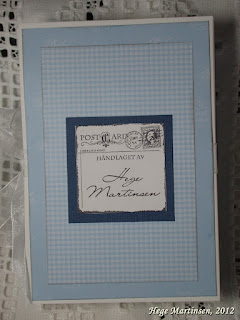 POST CARD
HÅNDLAGET AV
Hege
Martinsen
Hege Martinsen, 2012